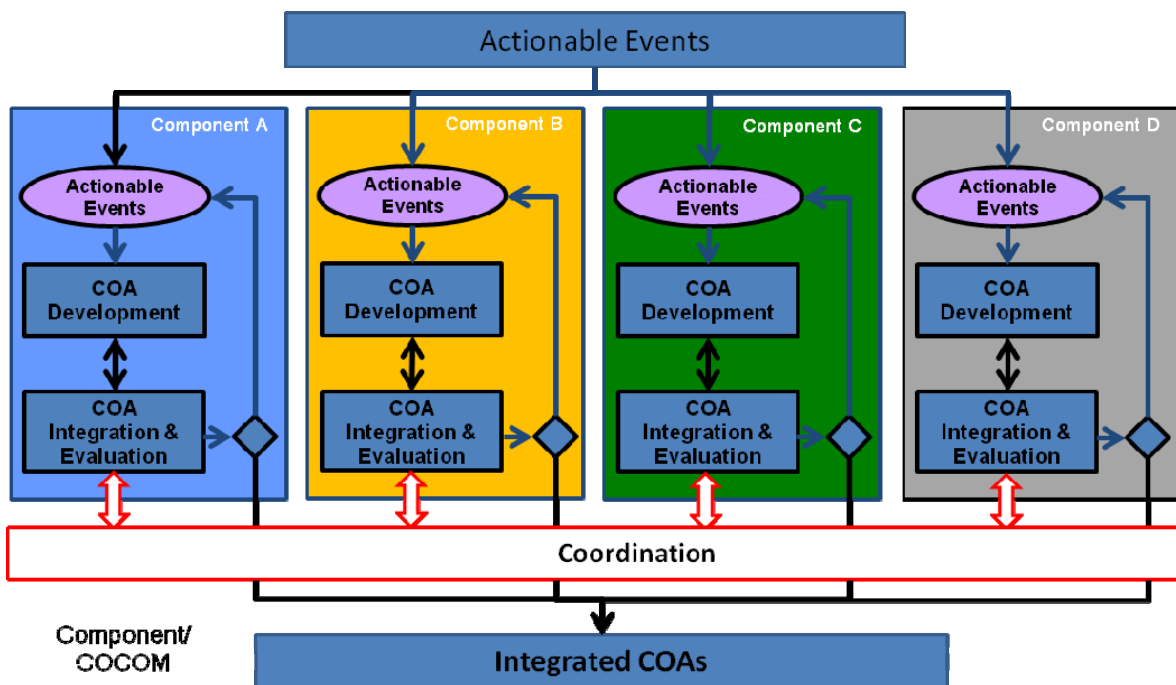 Actionable Events
Component A
Component B
Component C
Component D
Actionable
Events
Actionable
Events
Actionable
Events
Actionable
Events
COA
Development
COA
Development
COA
Development
COA
Development
COA
Integration &
Evaluation
COA
Integration &
Evaluation
COA
Integration &
Evaluation
COA
Integration &
Evaluation
Coordination
Component/
COCOM
Integrated COAs